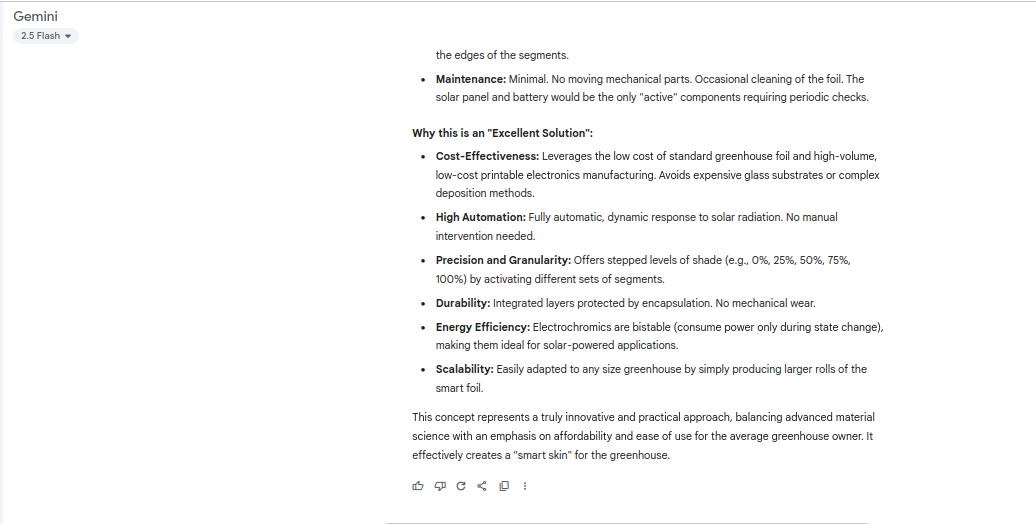 Gemini
2.5 Flash
the edges of the segments.
• Maintenance: Minimal. No moving mechanical parts. Occasional cleaning of the foil. The
solar panel and battery would be the only "active" components requiring periodic checks.
Why this is an "Excellent Solution":
• Cost-Effectiveness: Leverages the low cost of standard greenhouse foil and high-volume,
low-cost printable electronics manufacturing. Avoids expensive glass substrates or complex
deposition methods.
• High Automation: Fully automatic, dynamic response to solar radiation. No manual
intervention needed.
• Precision and Granularity: Offers stepped levels of shade (e.g., 0%, 25%, 50%, 75%,
100%) by activating different sets of segments.
• Durability: Integrated layers protected by encapsulation. No mechanical wear.
• Energy Efficiency: Electrochromics are bistable (consume power only during state change),
making them ideal for solar-powered applications.
• Scalability: Easily adapted to any size greenhouse by simply producing larger rolls of the
smart foil.
This concept represents a truly innovative and practical approach, balancing advanced material
science with an emphasis on affordability and ease of use for the average greenhouse owner. It
effectively creates a "smart skin" for the greenhouse.